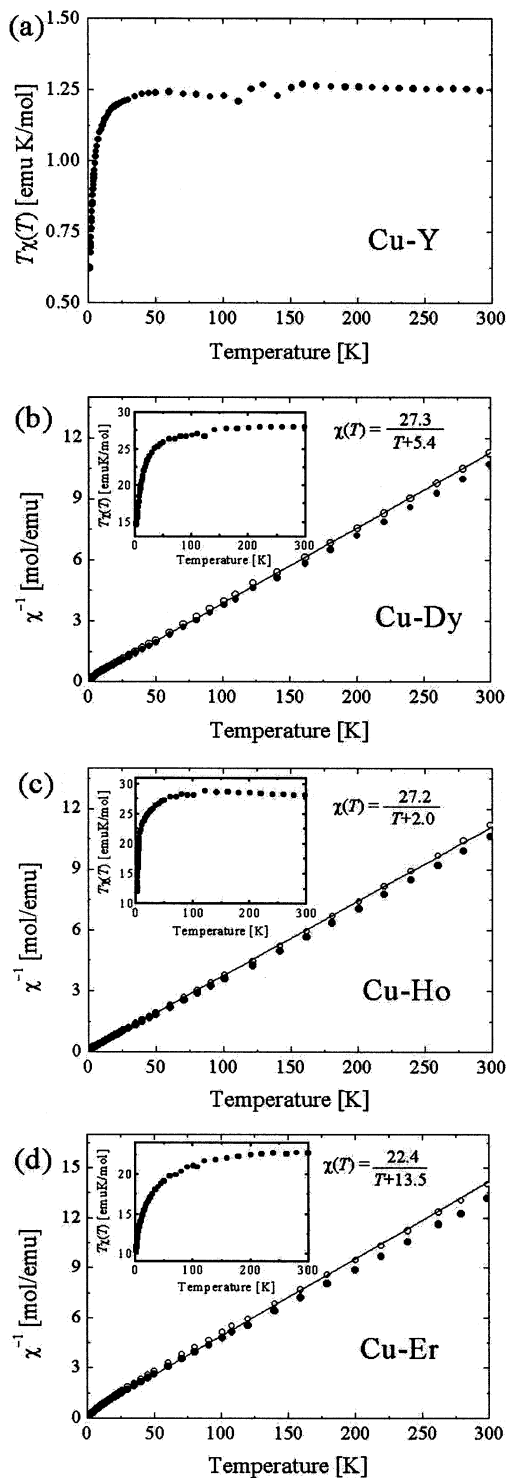 (a)
1.50
1.25
1.00
0.75
0.50
Tχ(T) [emu K/mol]
Cu-Y
0 50 100 150 200 250 300
Temperature [K]
(b)
12
9
6
3
0
χ⁻¹ [mol/emu]
30
25
20
15
Tχ(T) [emuK/mol]
0 100 200 300
Temperature [K]
χ(T) = 27.3 / T+5.4
Cu-Dy
0 50 100 150 200 250 300
Temperature [K]
(c)
12
9
6
3
0
χ⁻¹ [mol/emu]
30
25
20
15
10
Tχ(T) [emuK/mol]
0 100 200 300
Temperature [K]
χ(T) = 27.2 / T+2.0
Cu-Ho
0 50 100 150 200 250 300
Temperature [K]
(d)
15
12
9
6
3
0
χ⁻¹ [mol/emu]
20
15
10
Tχ(T) [emuK/mol]
0 100 200 300
Temperature [K]
χ(T) = 22.4 / T+13.5
Cu-Er
0 50 100 150 200 250 300
Temperature [K]